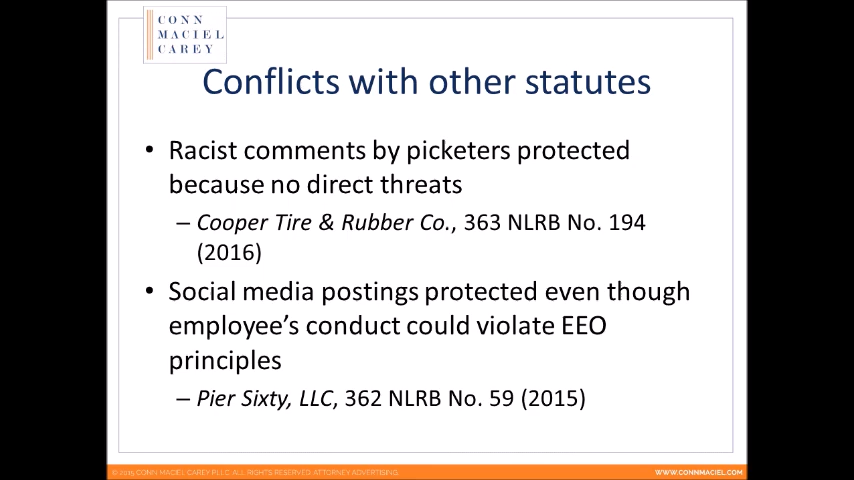 CONN
MACIEL
CAREY
Conflicts with other statutes
• Racist comments by picketers protected
because no direct threats
– Cooper Tire & Rubber Co., 363 NLRB No. 194
(2016)
• Social media postings protected even though
employee’s conduct could violate EEO
principles
– Pier Sixty, LLC, 362 NLRB No. 59 (2015)
© 2015 CONN MACIEL CAREY PLLC ALL RIGHTS RESERVED. ATTORNEY ADVERTISING.
WWW.CONNMACIEL.COM